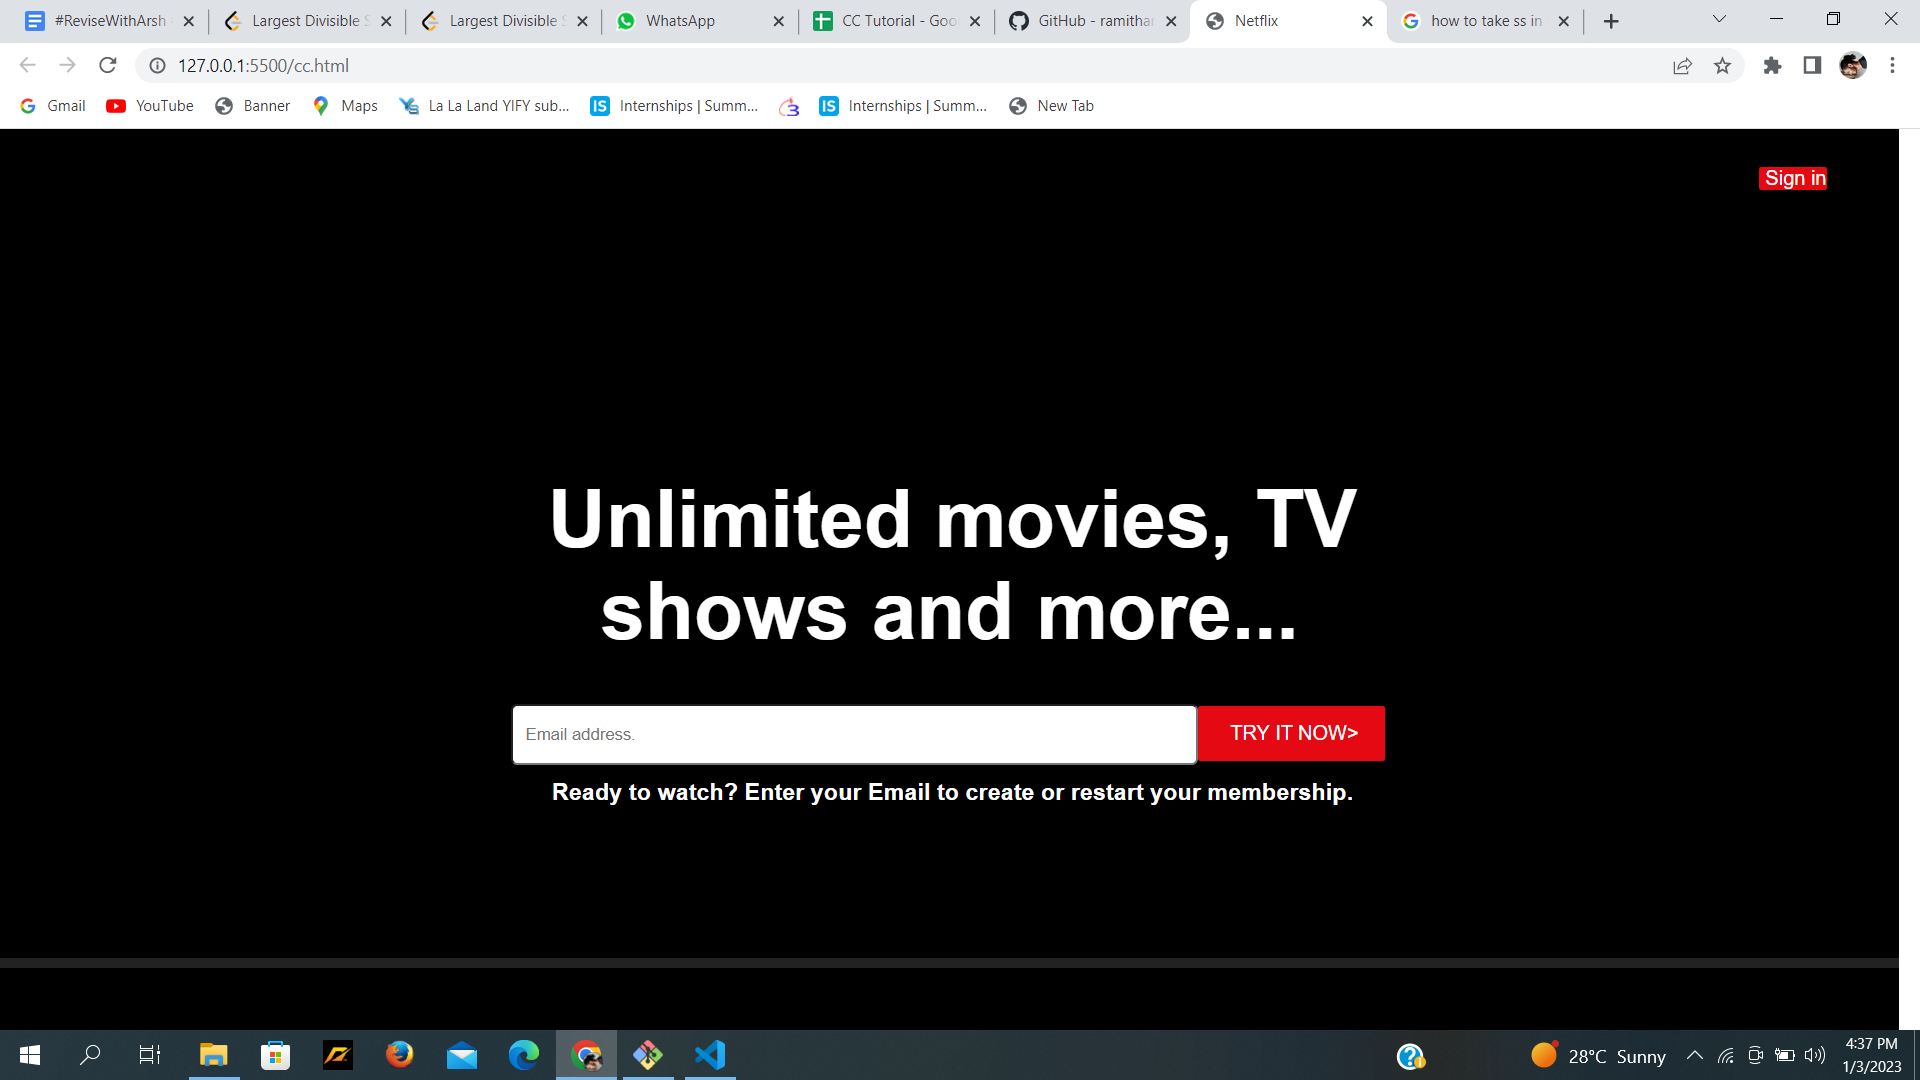 #ReviseWithArsh
Largest Divisible S
Largest Divisible S
WhatsApp
CC Tutorial - Goo
GitHub - ramithar
Netflix
how to take ss in
127.0.0.1:5500/cc.html
Gmail
YouTube
Banner
Maps
La La Land YIFY sub...
IS
Internships | Summ...
3
IS
Internships | Summ...
New Tab
Sign in
Unlimited movies, TV
shows and more...
Email address.
TRY IT NOW>
Ready to watch? Enter your Email to create or restart your membership.
28°C Sunny
4:37 PM
1/3/2023